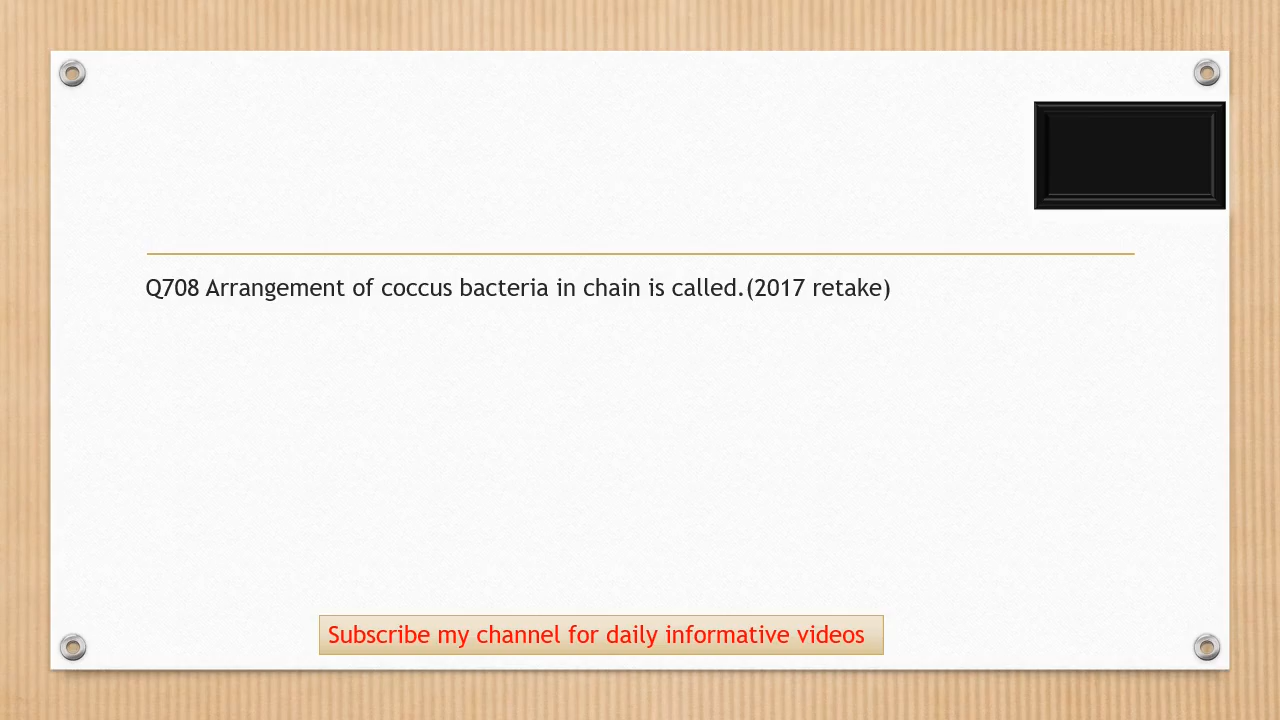 Q708 Arrangement of coccus bacteria in chain is called.(2017 retake)
Subscribe my channel for daily informative videos